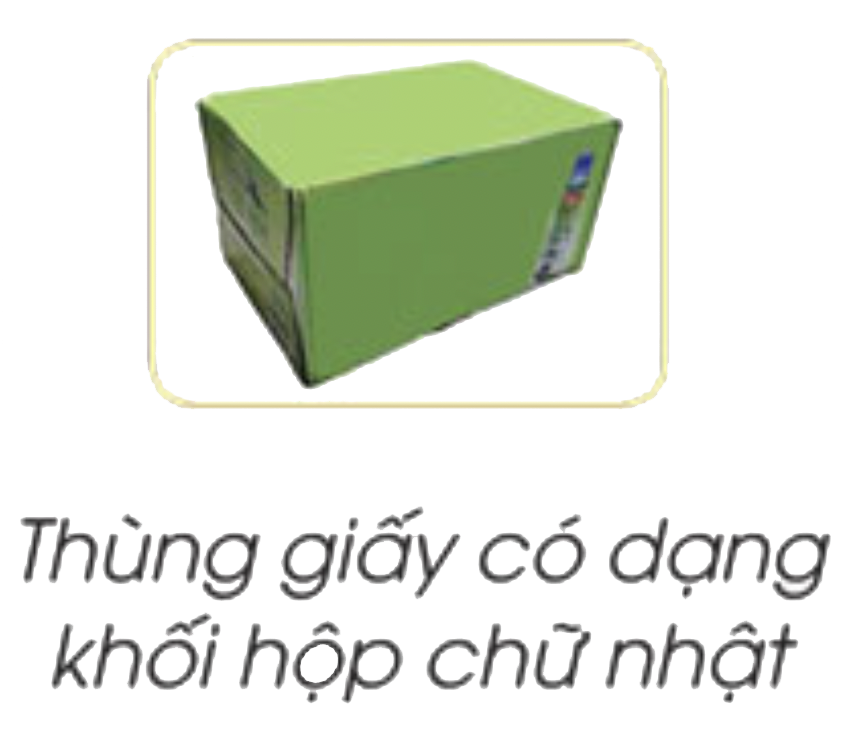 Thùng giấy có dạng
khối hộp chữ nhật